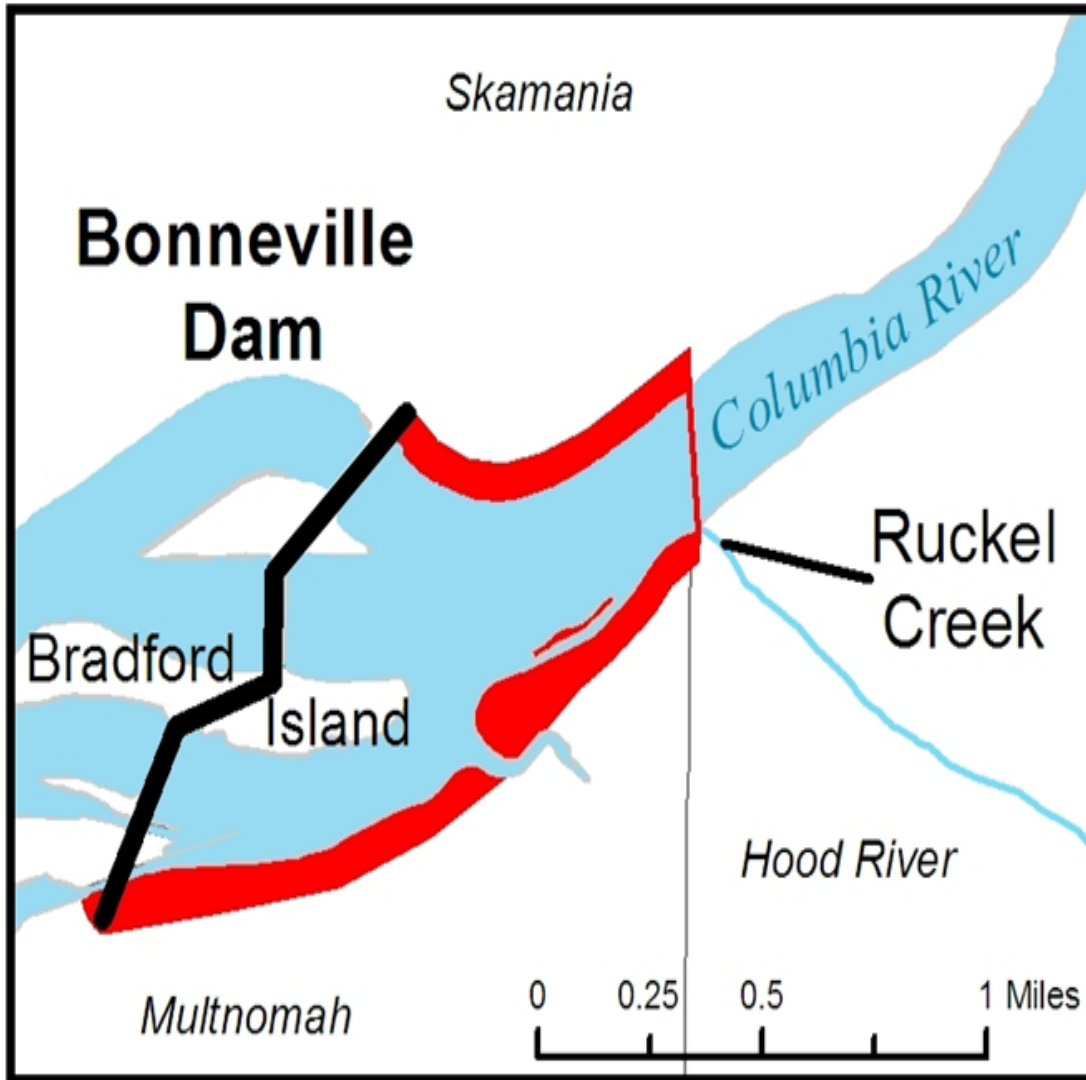 Skamania
Bonneville
Dam
Columbia River
Ruckel
Creek
Bradford
Island
Hood River
Multnomah
0 0.25 0.5 1 Miles